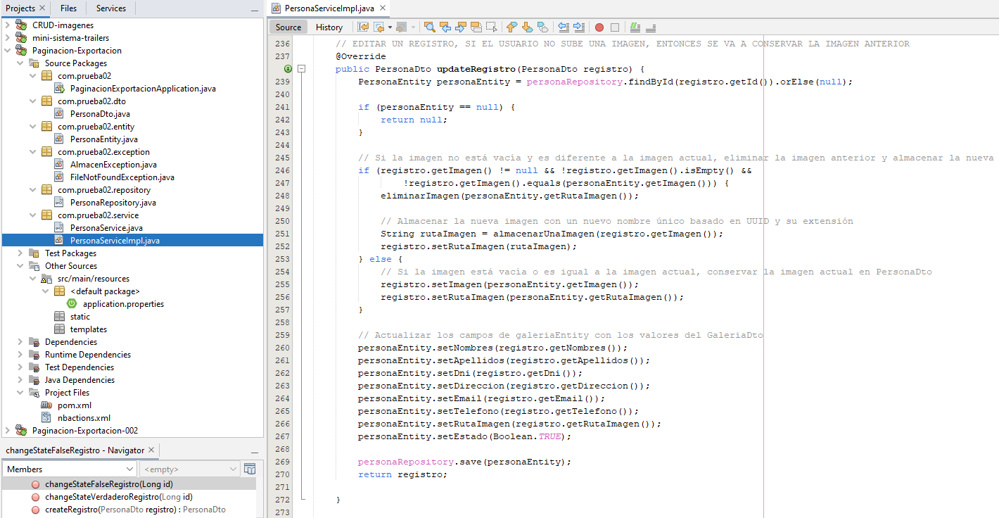 Projects
Files
Services
CRUD-imagenes
mini-sistema-trailers
Paginacion-Exportacion
Source Packages
com.prueba02
PaginacionExportacionApplication.java
com.prueba02.dto
PersonaDto.java
com.prueba02.entity
PersonaEntity.java
com.prueba02.exception
AlmacenException.java
FileNotFoundException.java
com.prueba02.repository
PersonaRepository.java
com.prueba02.service
PersonaService.java
PersonaServiceImpl.java
Test Packages
Other Sources
src/main/resources
<default package>
application.properties
static
templates
Dependencies
Runtime Dependencies
Test Dependencies
Java Dependencies
Project Files
pom.xml
nbactions.xml
Paginacion-Exportacion-002
changeStateFalseRegistro - Navigator
Members
<empty>
changeStateFalseRegistro(Long id)
changeStateVerdaderoRegistro(Long id)
createRegistro(PersonaDto registro) : PersonaDto
PersonaServiceImpl.java
Source
History
236 // EDITAR UN REGISTRO, SI EL USUARIO NO SUBE UNA IMAGEN, ENTONCES SE VA A CONSERVAR LA IMAGEN ANTERIOR
237 @Override
public PersonaDto updateRegistro(PersonaDto registro) {
239 PersonaEntity personaEntity = personaRepository.findById(registro.getId()).orElse(null);
240
241 if (personaEntity == null) {
242 return null;
243 }
244
245 // Si la imagen no está vacía y es diferente a la imagen actual, eliminar la imagen anterior y almacenar la nueva
246 if (registro.getImagen() != null && !registro.getImagen().isEmpty() &&
247 !registro.getImagen().equals(personaEntity.getImagen())) {
248 eliminarImagen(personaEntity.getRutaImagen());
249
250 // Almacenar la nueva imagen con un nuevo nombre único basado en UUID y su extensión
251 String rutaImagen = almacenarUnaImagen(registro.getImagen());
252 registro.setRutaImagen(rutaImagen);
253 } else {
254 // Si la imagen está vacía o es igual a la imagen actual, conservar la imagen actual en PersonaDto
255 registro.setImagen(personaEntity.getImagen());
256 registro.setRutaImagen(personaEntity.getRutaImagen());
257 }
258
259 // Actualizar los campos de galeriaEntity con los valores del GaleriaDto
260 personaEntity.setNombres(registro.getNombres());
261 personaEntity.setApellidos(registro.getApellidos());
262 personaEntity.setDni(registro.getDni());
263 personaEntity.setDireccion(registro.getDireccion());
264 personaEntity.setEmail(registro.getEmail());
265 personaEntity.setTelefono(registro.getTelefono());
266 personaEntity.setRutaImagen(registro.getRutaImagen());
267 personaEntity.setEstado(Boolean.TRUE);
268
269 personaRepository.save(personaEntity);
270 return registro;
271
272 }
273